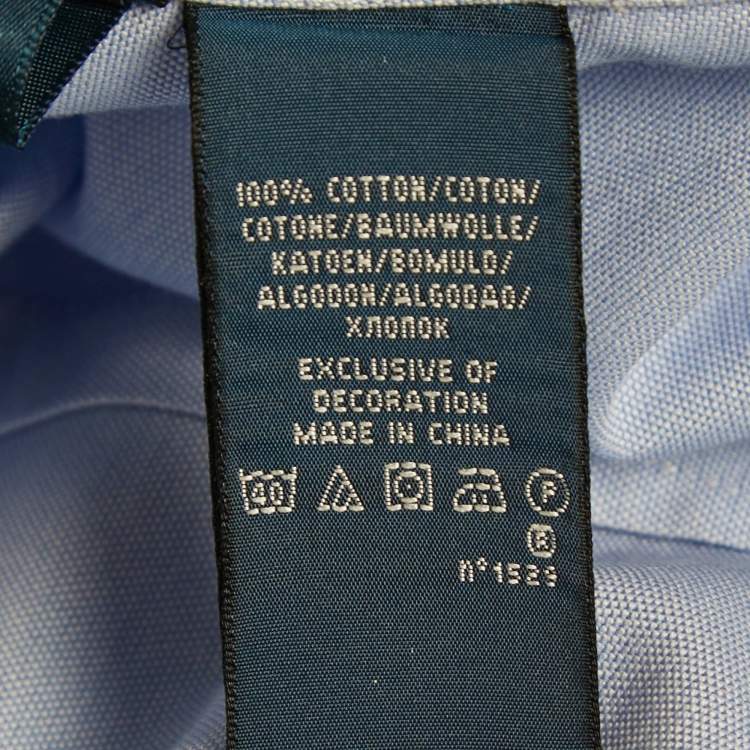 100% COTTON/COTON/
COTONE/BAUMWOLLE/
KATOEN/BOMULD/
ALGODON/ALGODAO/
ХЛОПОК
EXCLUSIVE OF
DECORATION
MADE IN CHINA
40 P
R
n°1529